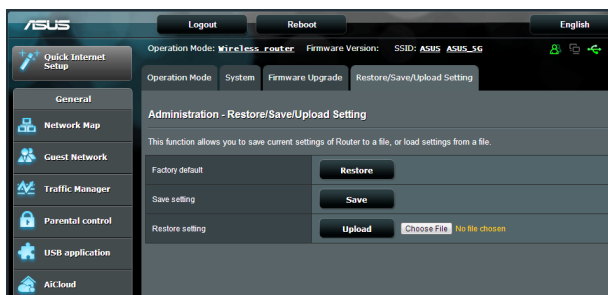 ASUS
Logout
Reboot
English
Quick Internet
Setup
Operation Mode: Wireless router Firmware Version: SSID: ASUS ASUS_5G
Operation Mode
System
Firmware Upgrade
Restore/Save/Upload Setting
General
Network Map
Guest Network
Traffic Manager
Parental control
USB application
AiCloud
Administration - Restore/Save/Upload Setting
This function allows you to save current settings of Router to a file, or load settings from a file.
Factory default
Restore
Save setting
Save
Restore setting
Upload
Choose File No file chosen